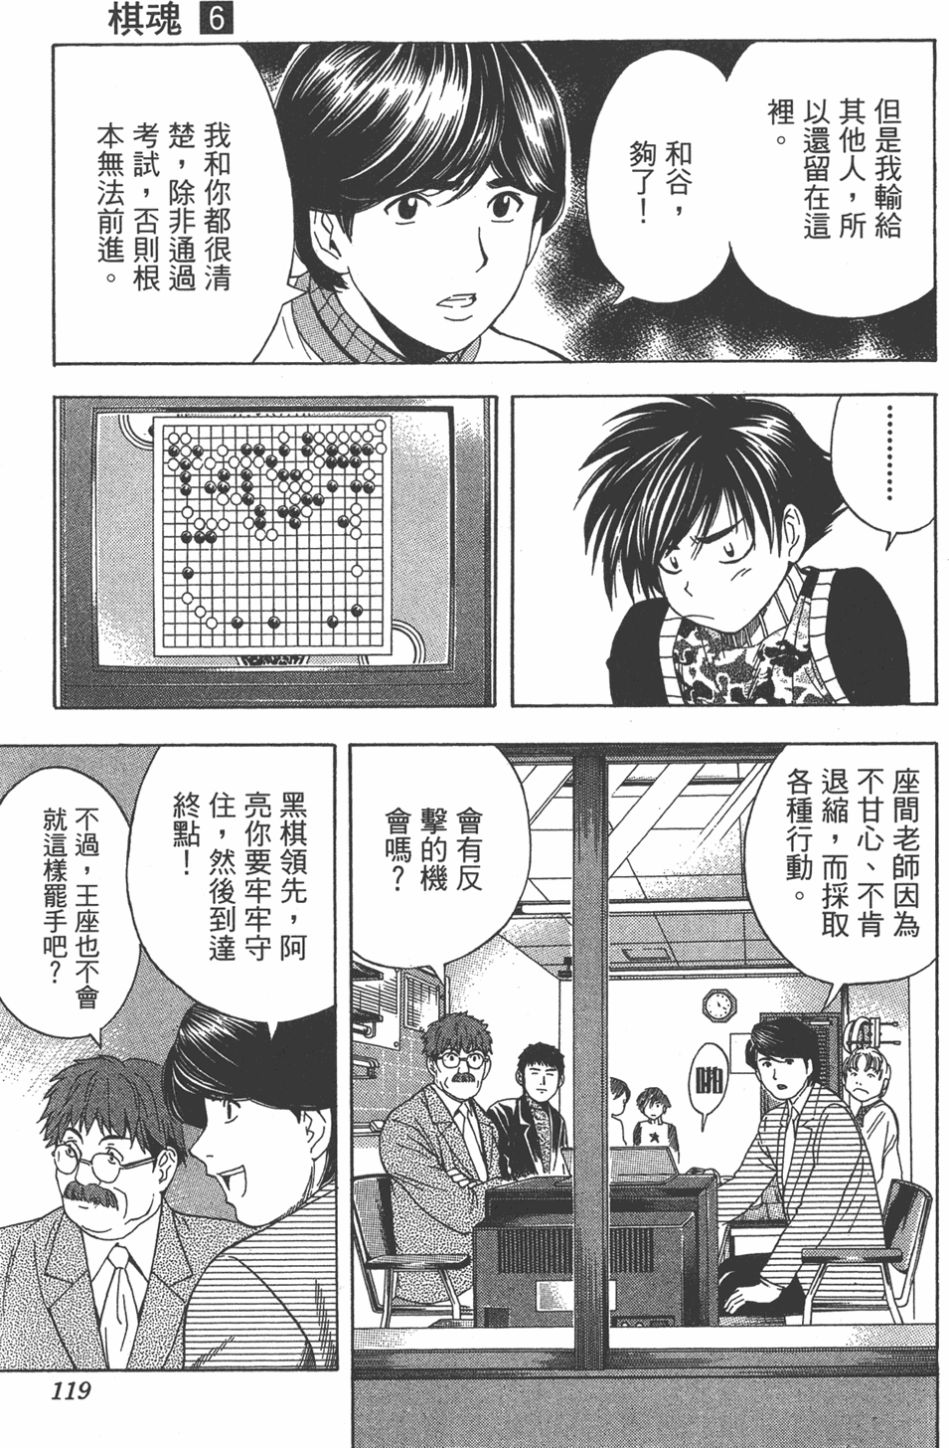 棋魂 6
但是我輸給
其他人，所
以還留在這
裡。
和谷，
夠了！
我和你都很清
楚，除非通過
考試，否則根
本無法前進。
…………
座間老師因為
不甘心、不肯
退縮，而採取
各種行動。
會有反
擊的機
會嗎？
啪
黑棋領先，阿
亮你要牢牢守
住，然後到達
終點！
不過，王座也不會
就這樣罷手吧？
119